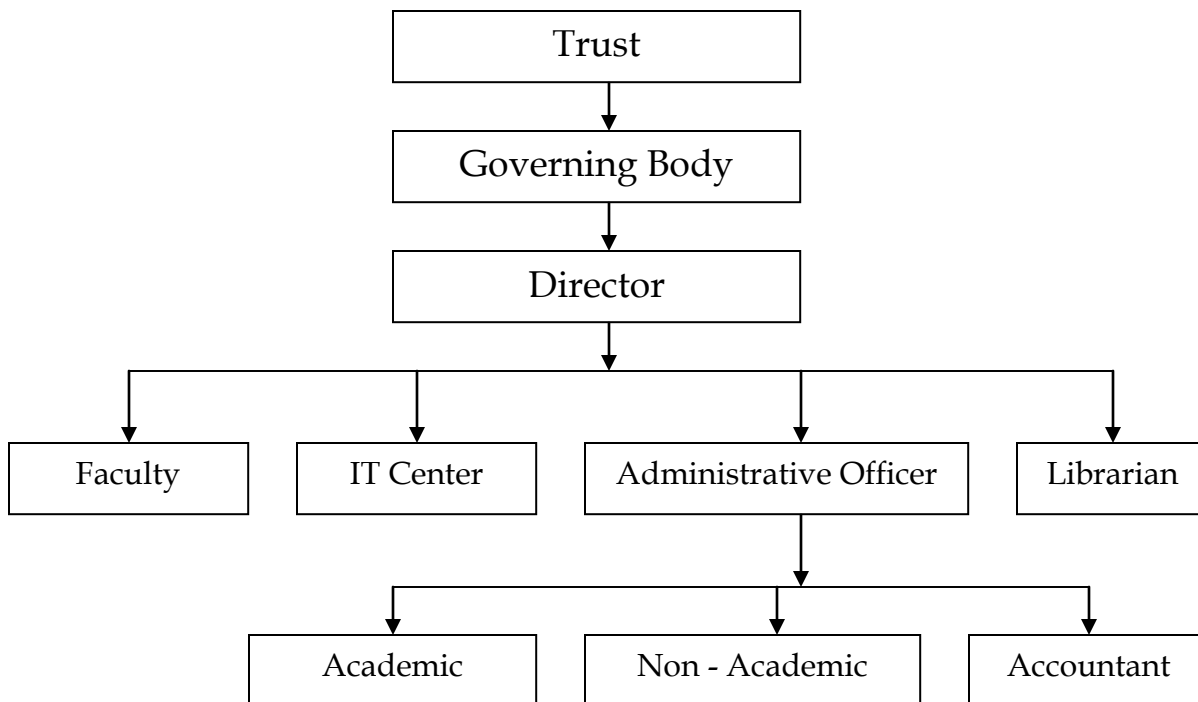 Trust
Governing Body
Director
Faculty
IT Center
Administrative Officer
Librarian
Academic
Non - Academic
Accountant